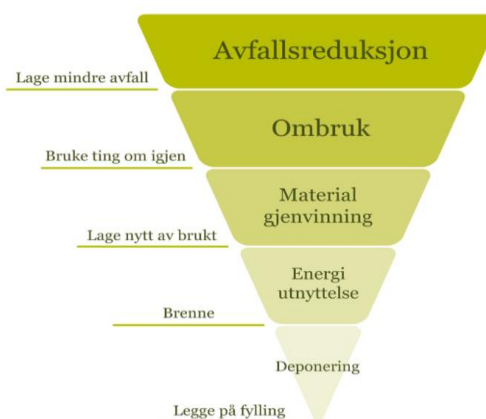 Avfallsreduksjon
Lage mindre avfall
Ombruk
Bruke ting om igjen
Material
gjenvinning
Lage nytt av brukt
Energi
utnyttelse
Brenne
Deponering
Legge på fylling